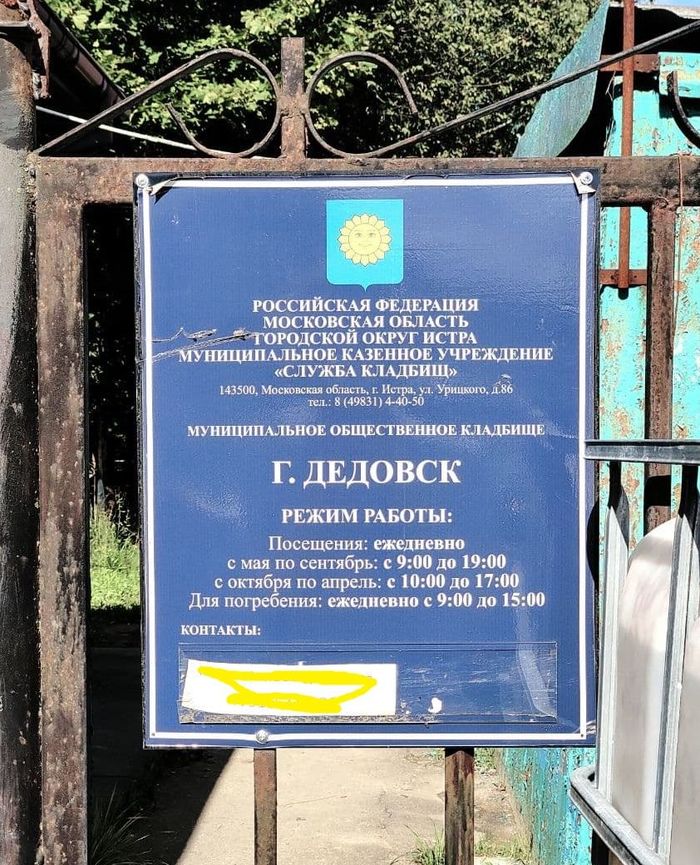 РОССИЙСКАЯ ФЕДЕРАЦИЯ
МОСКОВСКАЯ ОБЛАСТЬ
ГОРОДСКОЙ ОКРУГ ИСТРА
МУНИЦИПАЛЬНОЕ КАЗЕННОЕ УЧРЕЖДЕНИЕ
«СЛУЖБА КЛАДБИЩ»
143500, Московская область, г. Истра, ул. Урицкого, д.86
тел.: 8 (49831) 4-40-50
МУНИЦИПАЛЬНОЕ ОБЩЕСТВЕННОЕ КЛАДБИЩЕ
Г. ДЕДОВСК
РЕЖИМ РАБОТЫ:
Посещения: ежедневно
с мая по сентябрь: с 9:00 до 19:00
с октября по апрель: с 10:00 до 17:00
Для погребения: ежедневно с 9:00 до 15:00
КОНТАКТЫ: